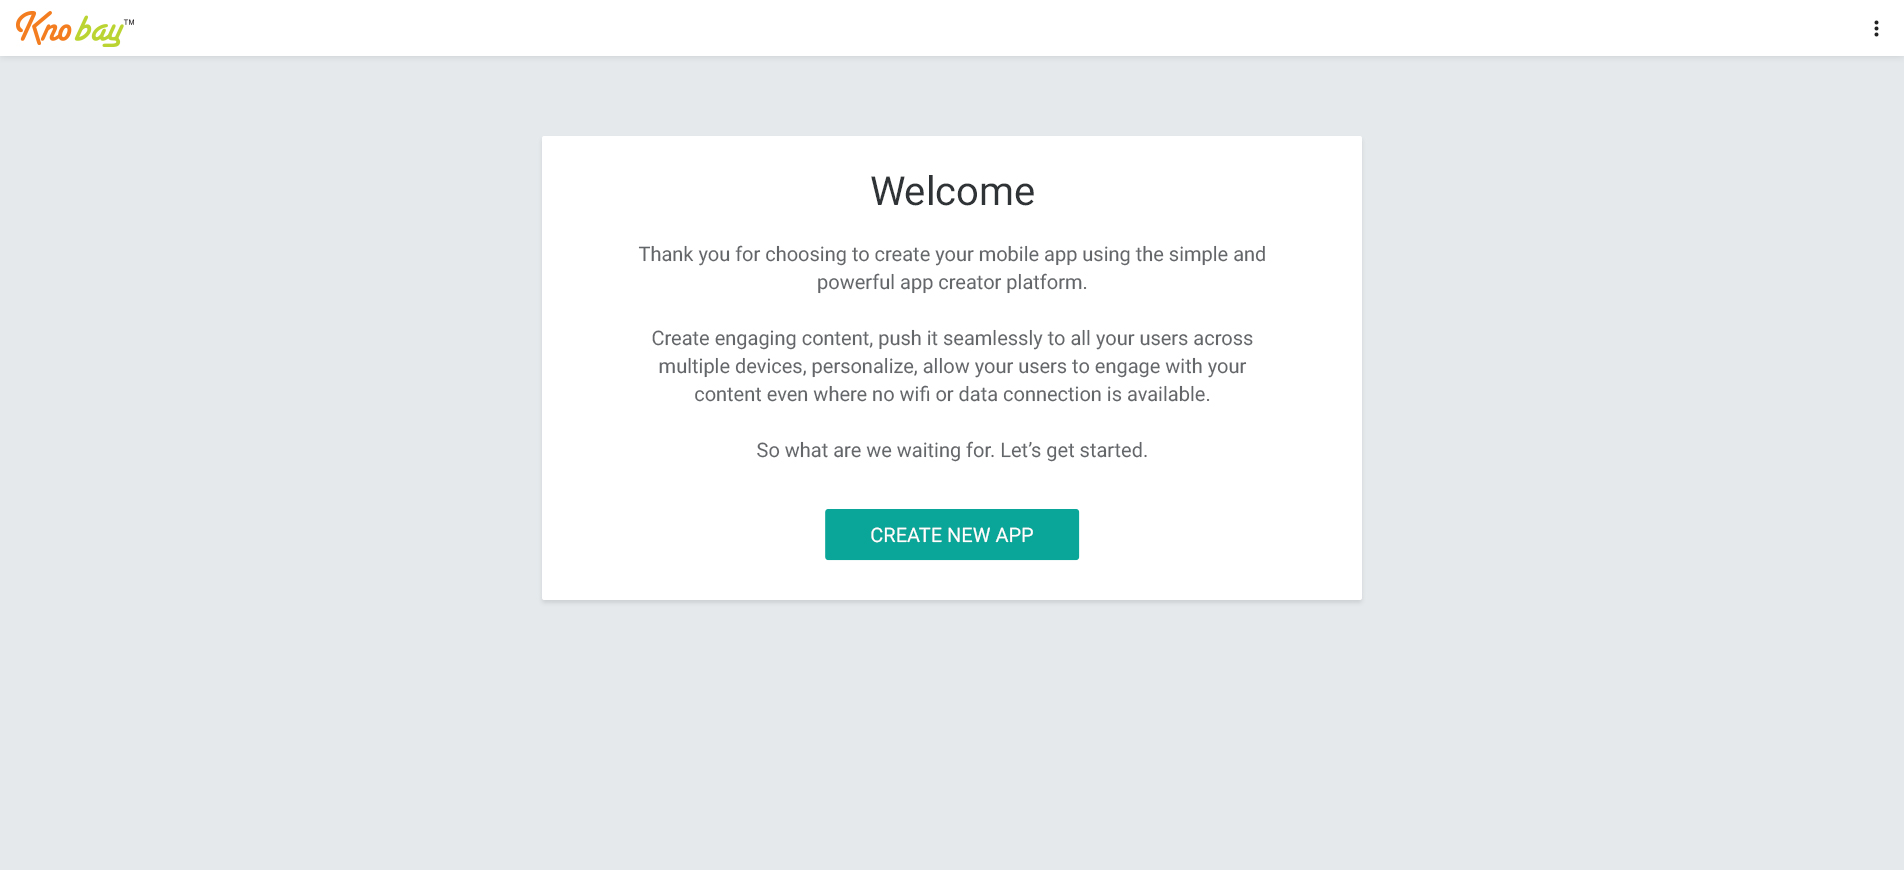 Kno bay™
Welcome
Thank you for choosing to create your mobile app using the simple and
powerful app creator platform.
Create engaging content, push it seamlessly to all your users across
multiple devices, personalize, allow your users to engage with your
content even where no wifi or data connection is available.
So what are we waiting for. Let’s get started.
CREATE NEW APP